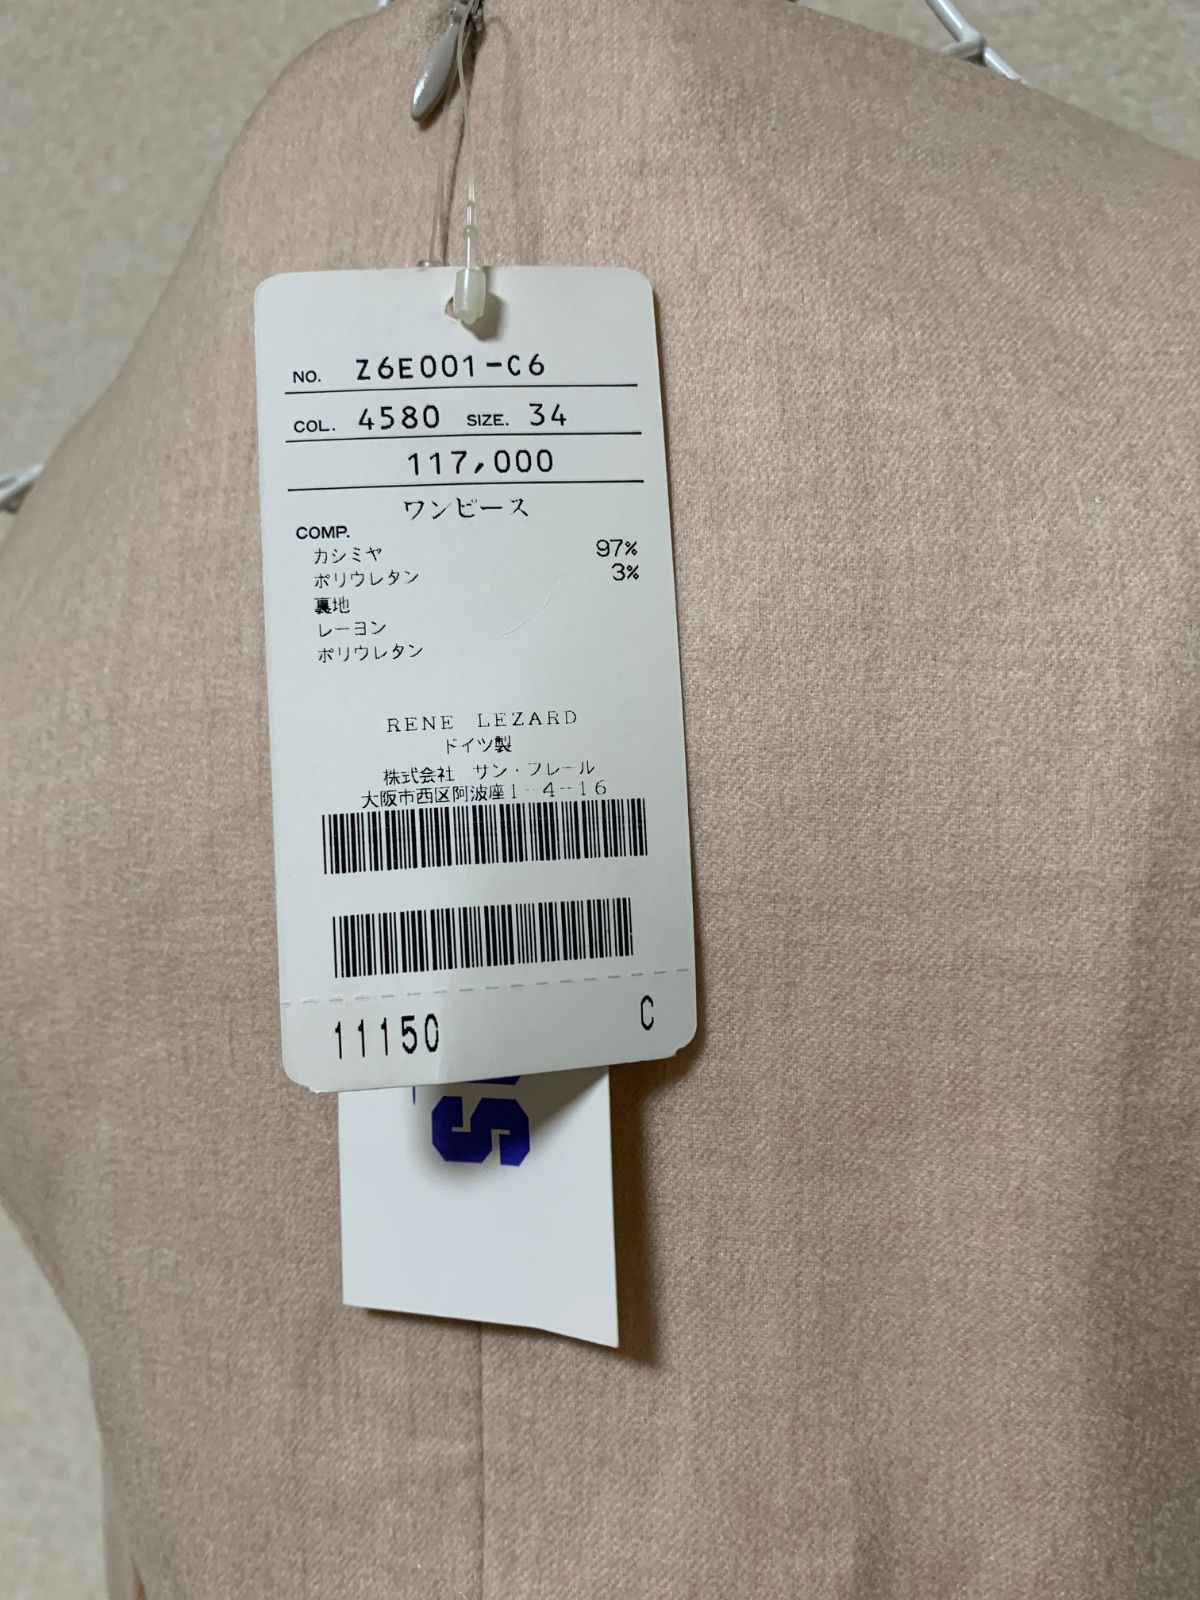 NO. Z6E001-C6
COL. 4580 SIZE. 34
117,000
ワンピース
COMP.
カシミヤ 97%
ポリウレタン 3%
裏地
レーヨン
ポリウレタン
RENE LEZARD
ドイツ製
株式会社 サン・フレール
大阪市西区阿波座1-4-16
11150 C
S